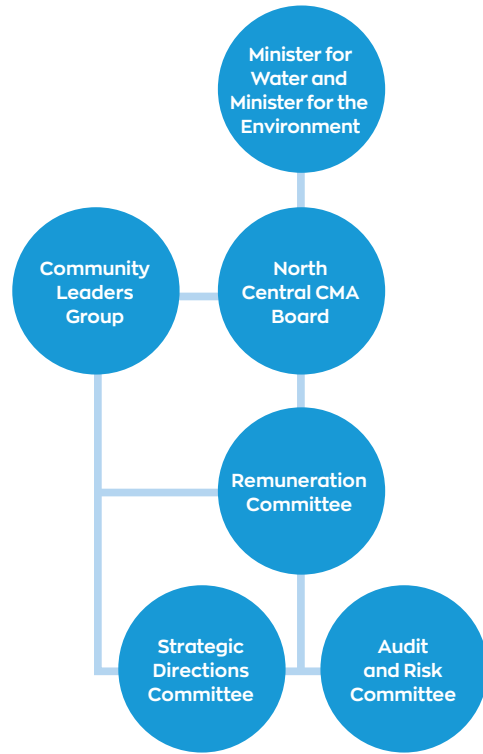 Minister for
Water and
Minister for the
Environment
Community
Leaders
Group
North
Central CMA
Board
Remuneration
Committee
Strategic
Directions
Committee
Audit
and Risk
Committee